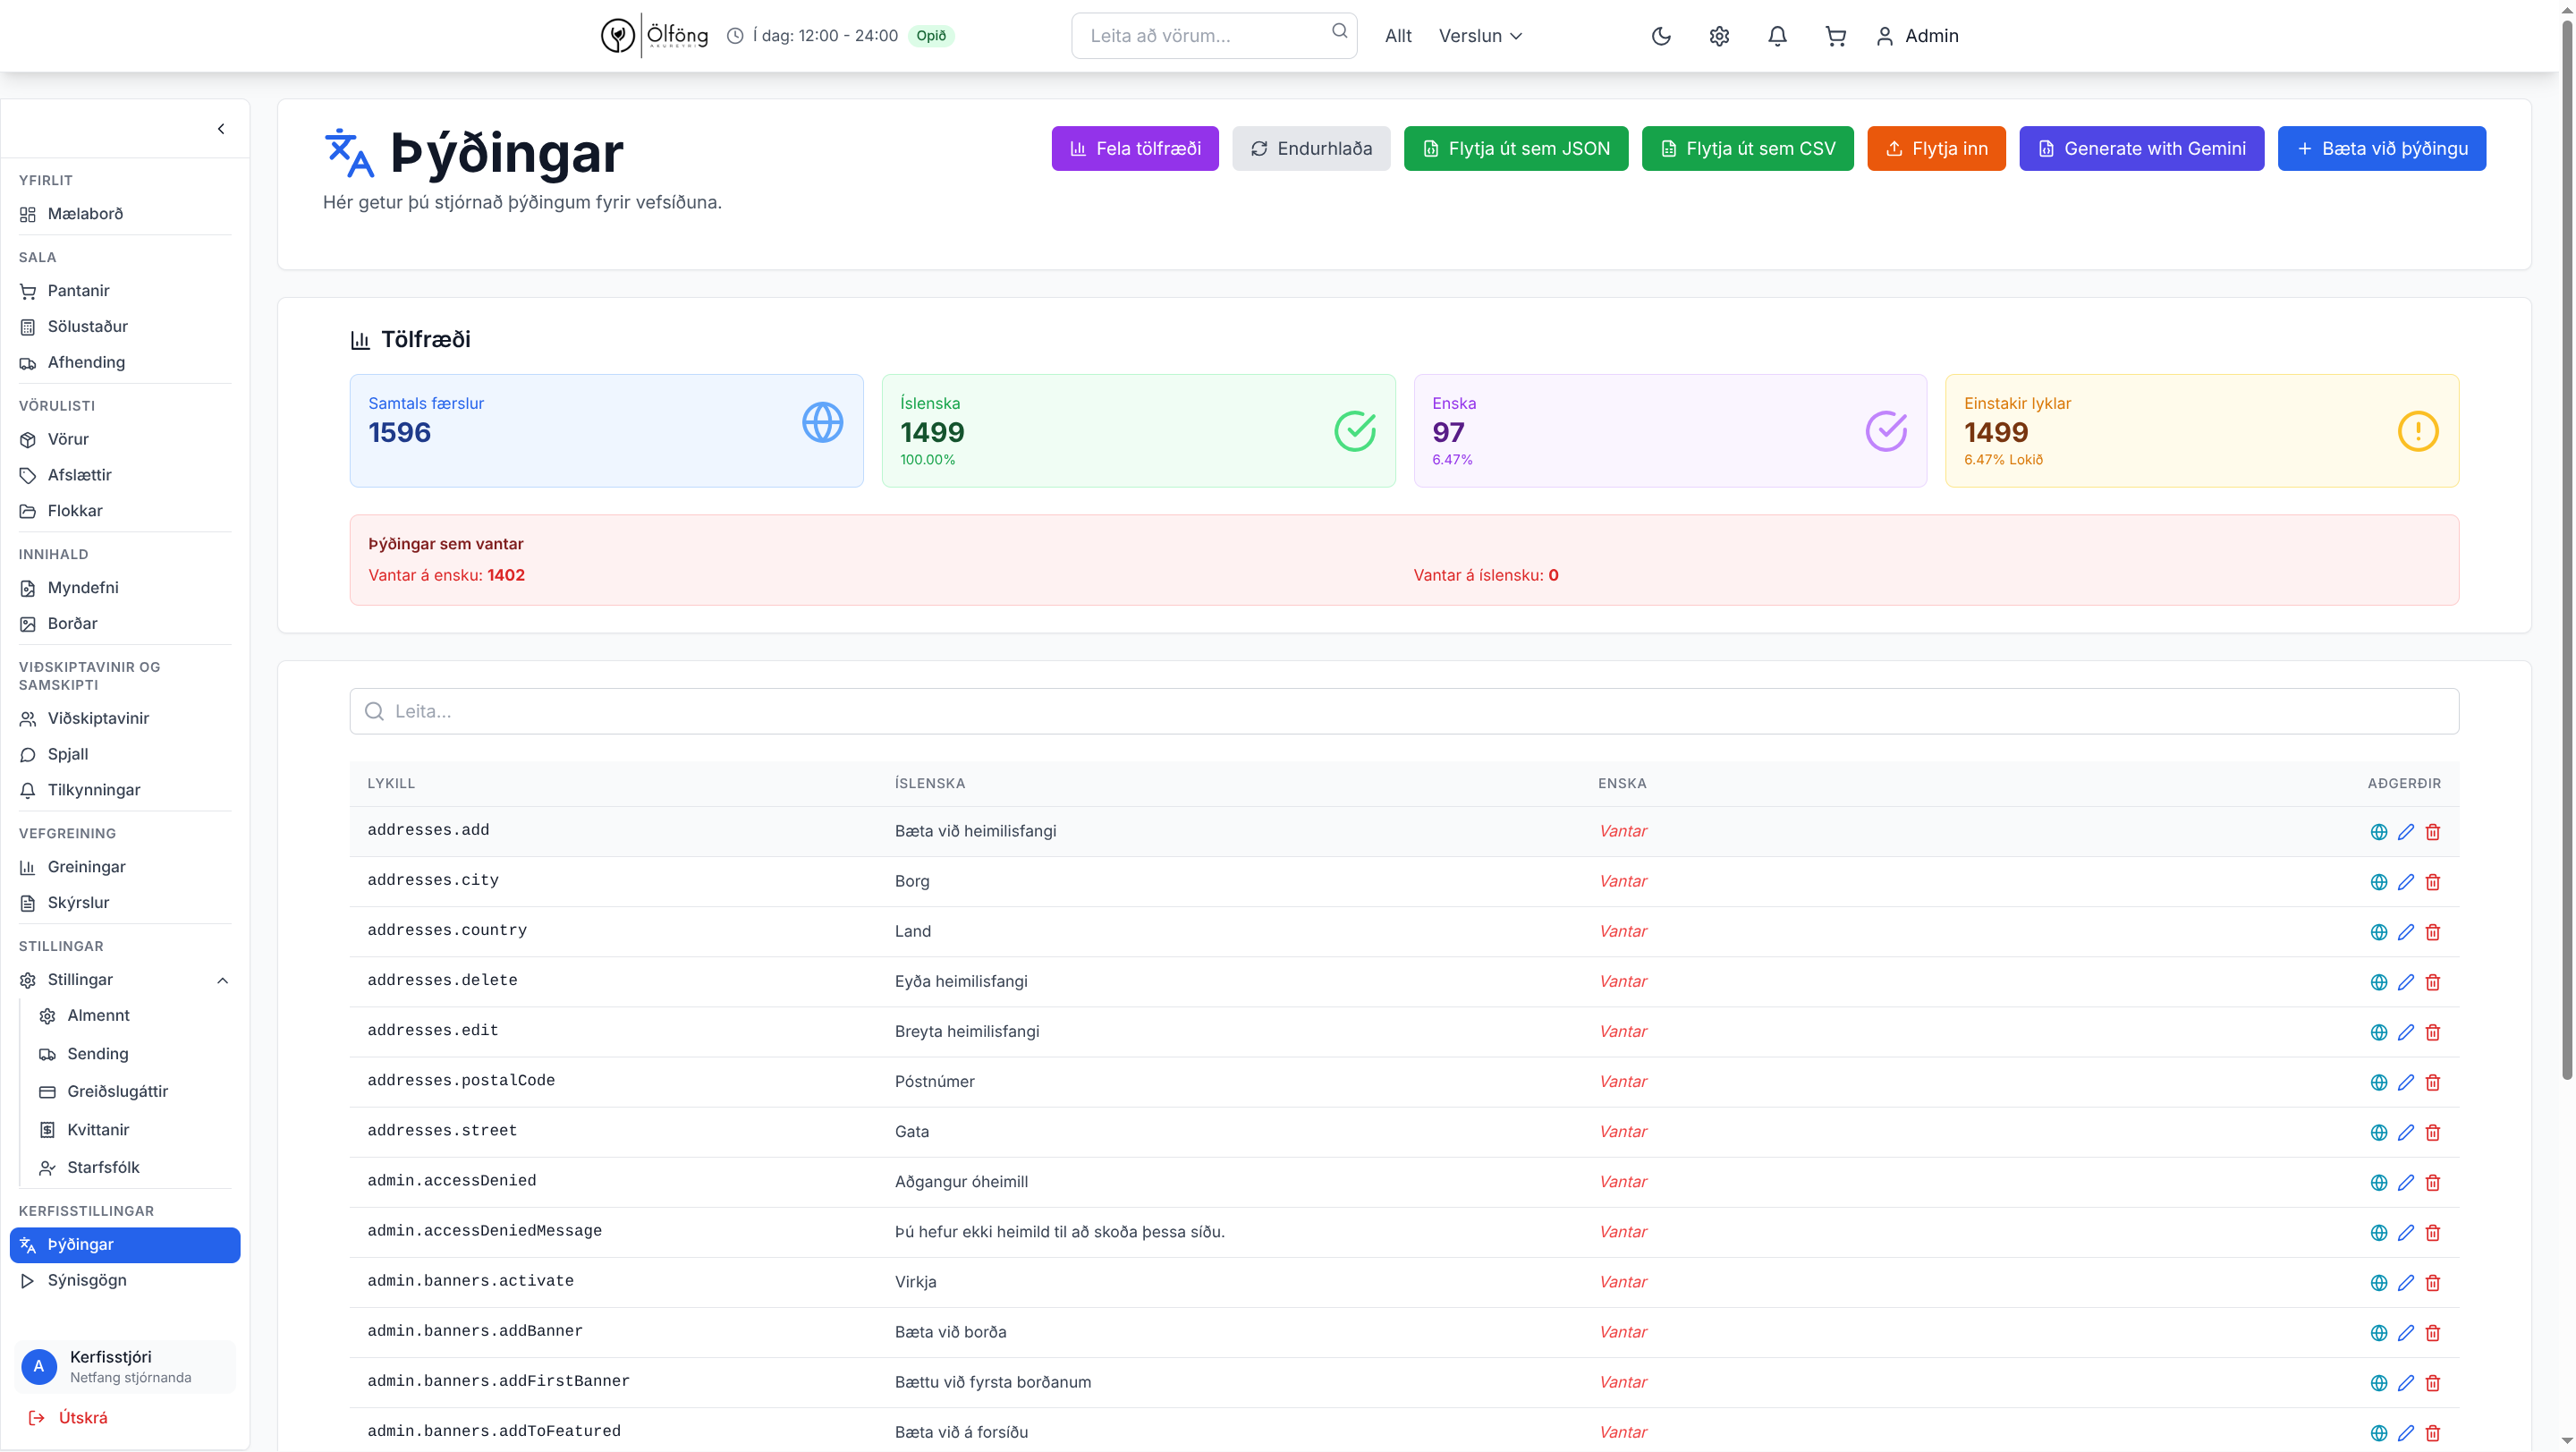 Ölföng
AKUREYRI
Í dag: 12:00 - 24:00
Opið
Leita að vörum...
Allt
Verslun
Admin
YFIRLIT
Mælaborð
SALA
Pantanir
Sölustaður
Afhending
VÖRULISTI
Vörur
Afslættir
Flokkar
INNIHALD
Myndefni
Borðar
VIÐSKIPTAVINIR OG
SAMSKIPTI
Viðskiptavinir
Spjall
Tilkynningar
VEFGREINING
Greiningar
Skýrslur
STILLINGAR
Stillingar
Almennt
Sending
Greiðslugáttir
Kvittanir
Starfsfólk
KERFISSTILLINGAR
Þýðingar
Sýnisgögn
A
Kerfisstjóri
Netfang stjórnanda
Útskrá
Þýðingar
Hér getur þú stjórnað þýðingum fyrir vefsíðuna.
Fela tölfræði
Endurhlaða
Flytja út sem JSON
Flytja út sem CSV
Flytja inn
Generate with Gemini
Bæta við þýðingu
Tölfræði
Samtals færslur
1596
Íslenska
1499
100.00%
Enska
97
6.47%
Einstakir lyklar
1499
6.47% Lokið
Þýðingar sem vantar
Vantar á ensku: 1402
Vantar á íslensku: 0
Leita...
LYKILL ÍSLENSKA ENSKA AÐGERÐIR
addresses.add Bæta við heimilisfangi Vantar
addresses.city Borg Vantar
addresses.country Land Vantar
addresses.delete Eyða heimilisfangi Vantar
addresses.edit Breyta heimilisfangi Vantar
addresses.postalCode Póstnúmer Vantar
addresses.street Gata Vantar
admin.accessDenied Aðgangur óheimill Vantar
admin.accessDeniedMessage Þú hefur ekki heimild til að skoða þessa síðu. Vantar
admin.banners.activate Virkja Vantar
admin.banners.addBanner Bæta við borða Vantar
admin.banners.addFirstBanner Bættu við fyrsta borðanum Vantar
admin.banners.addToFeatured Bæta við á forsíðu Vantar